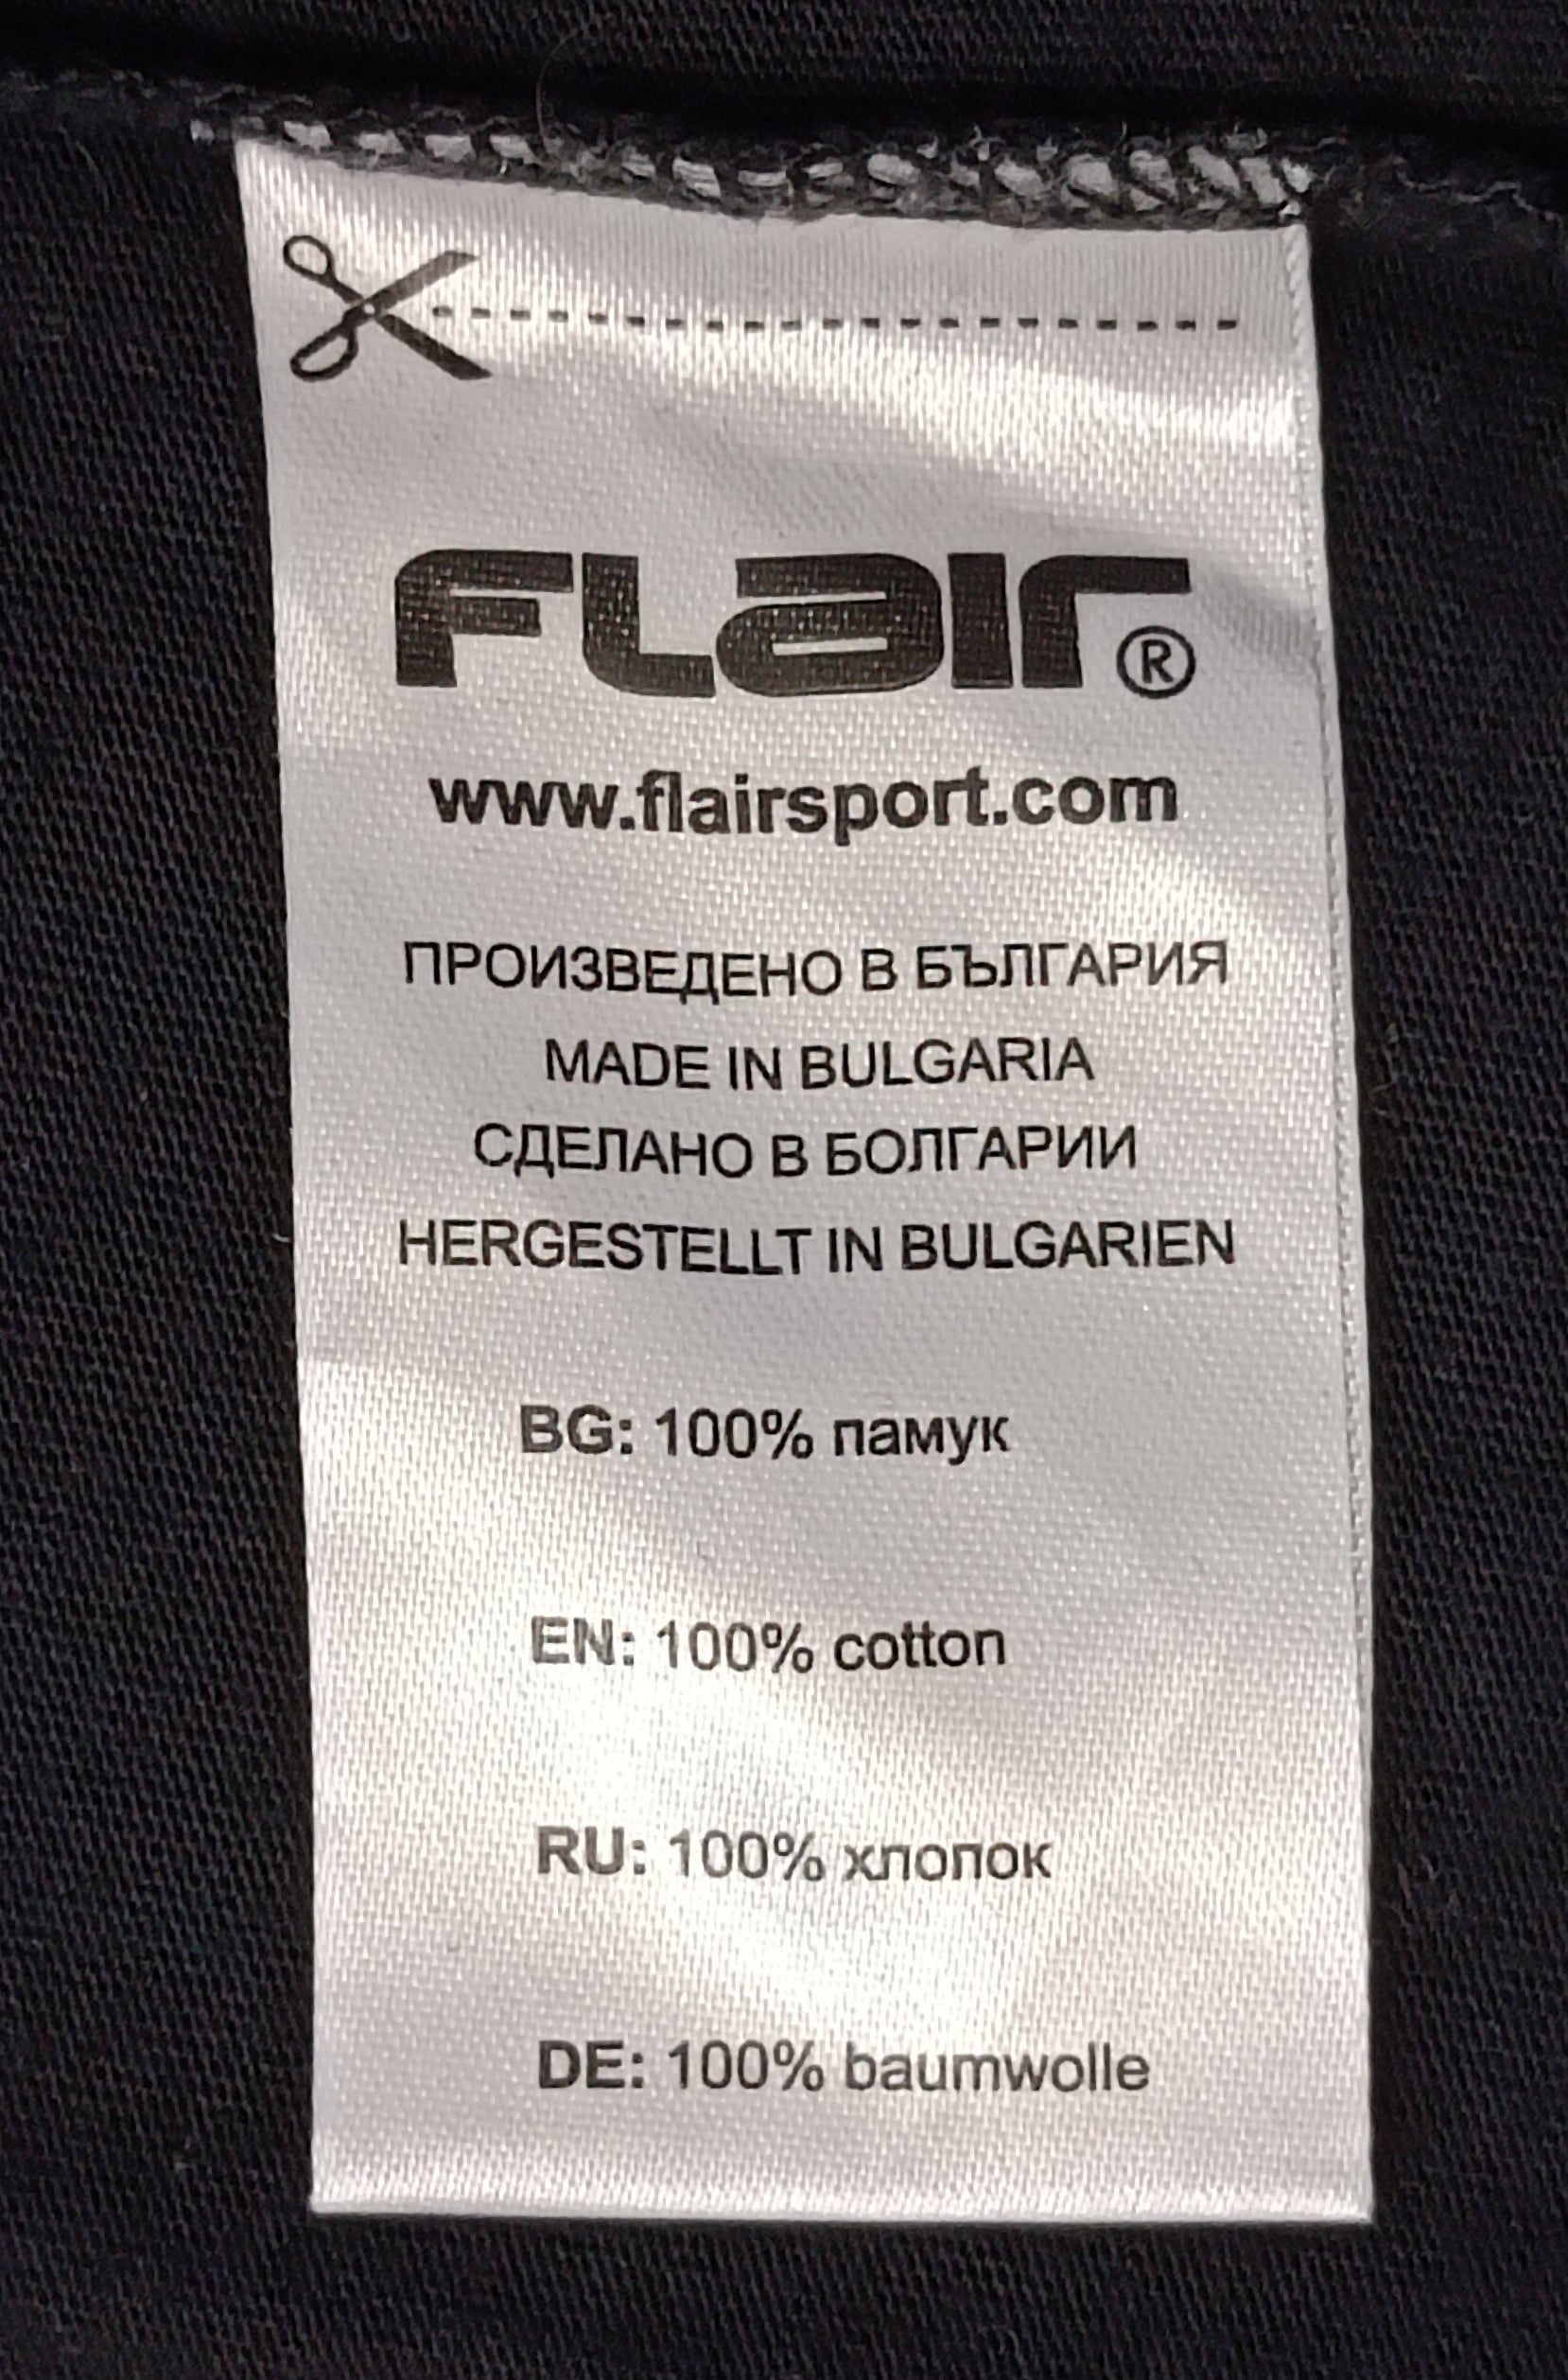 FLaIr®
www.flairsport.com
ПРОИЗВЕДЕНО В БЪЛГАРИЯ
MADE IN BULGARIA
СДЕЛАНО В БОЛГАРИИ
HERGESTELLT IN BULGARIEN
BG: 100% памук
EN: 100% cotton
RU: 100% хлопок
DE: 100% baumwolle